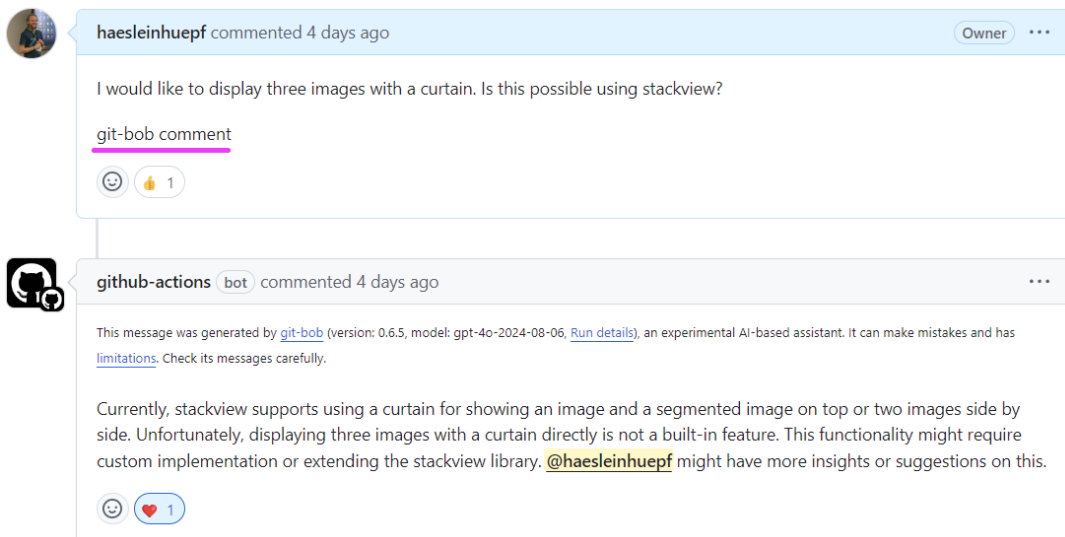 haesleinhuepf commented 4 days ago Owner ...
I would like to display three images with a curtain. Is this possible using stackview?
git-bob comment
👍 1
github-actions bot commented 4 days ago ...
This message was generated by git-bob (version: 0.6.5, model: gpt-4o-2024-08-06, Run details), an experimental AI-based assistant. It can make mistakes and has
limitations. Check its messages carefully.
Currently, stackview supports using a curtain for showing an image and a segmented image on top or two images side by
side. Unfortunately, displaying three images with a curtain directly is not a built-in feature. This functionality might require
custom implementation or extending the stackview library. @haesleinhuepf might have more insights or suggestions on this.
❤️ 1